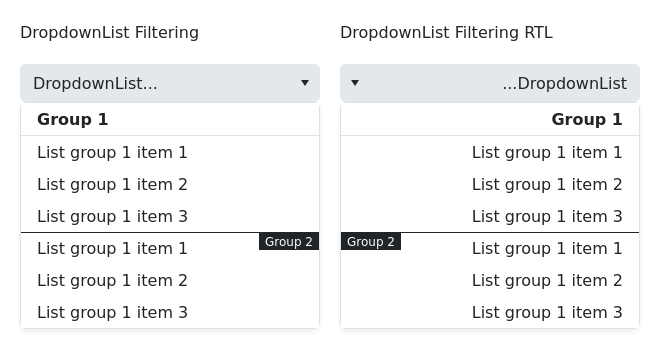 DropdownList Filtering
DropdownList...
Group 1
List group 1 item 1
List group 1 item 2
List group 1 item 3
Group 2
List group 1 item 1
List group 1 item 2
List group 1 item 3
DropdownList Filtering RTL
...DropdownList
Group 1
List group 1 item 1
List group 1 item 2
List group 1 item 3
Group 2
List group 1 item 1
List group 1 item 2
List group 1 item 3